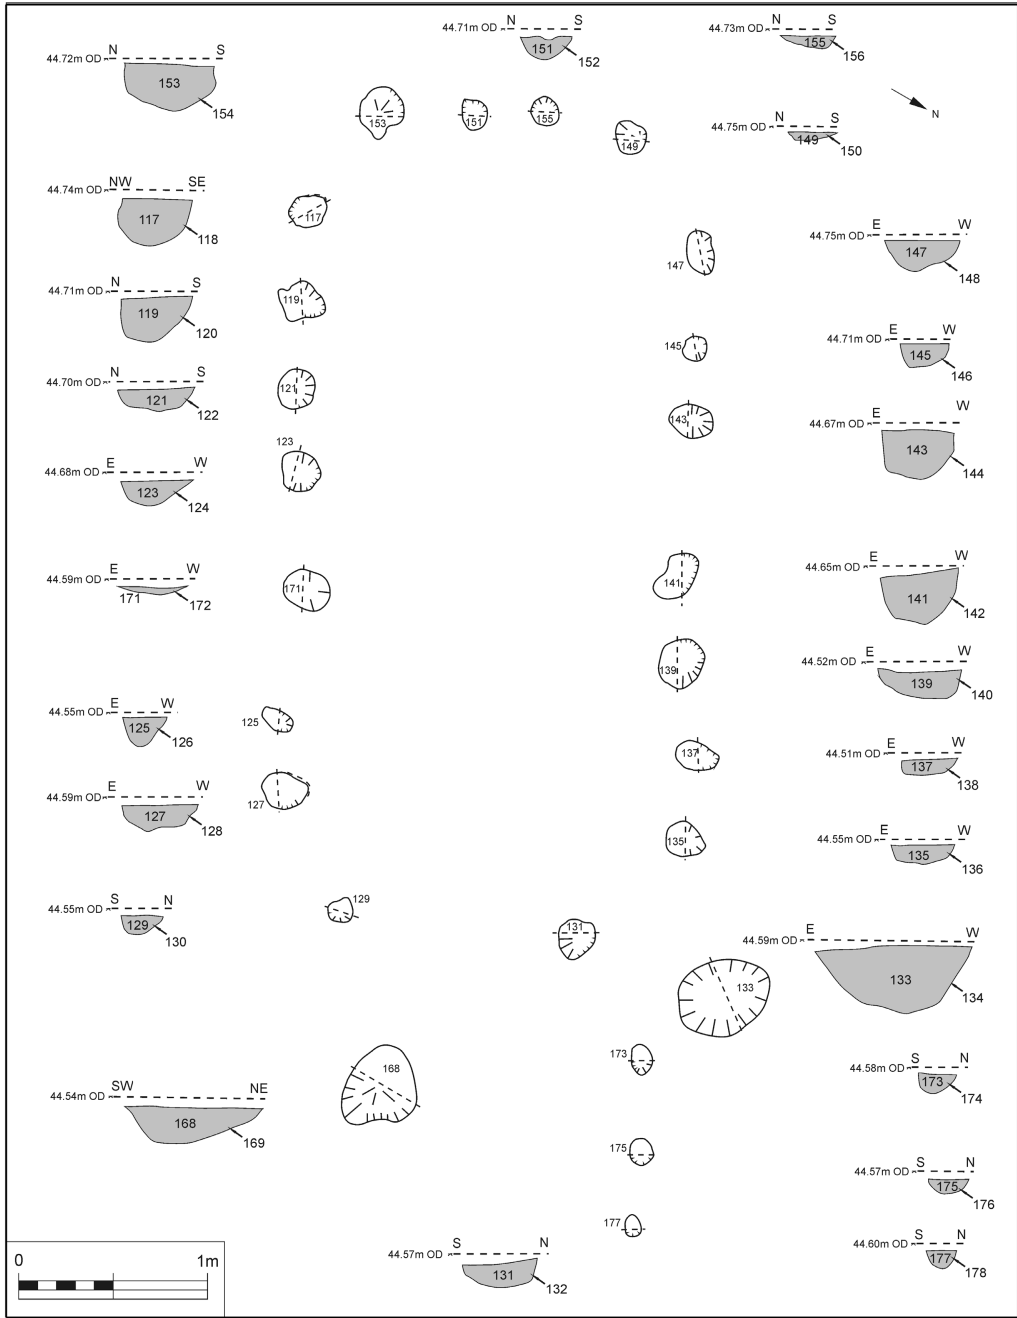 N S
44.72m OD
153
154
N S
44.71m OD
151
152
N S
44.73m OD
155
156
N
153
151
155
149
N S
44.75m OD
149
150
NW SE
44.74m OD
117
118
117
147
E W
44.75m OD
147
148
N S
44.71m OD
119
120
119
145
E W
44.71m OD
145
146
N S
44.70m OD
121
122
121
143
E W
44.67m OD
143
144
123
E W
44.68m OD
123
124
E W
44.59m OD
171
172
171
141
E W
44.65m OD
141
142
139
E W
44.52m OD
139
140
E W
44.55m OD
125
126
125
137
E W
44.51m OD
137
138
E W
44.59m OD
127
128
127
135
E W
44.55m OD
135
136
S N
44.55m OD
129
130
129
131
133
E W
44.59m OD
133
134
168
SW NE
44.54m OD
168
169
173
S N
44.58m OD
173
174
175
S N
44.57m OD
175
176
177
S N
44.60m OD
177
178
S N
44.57m OD
131
132
0 1m